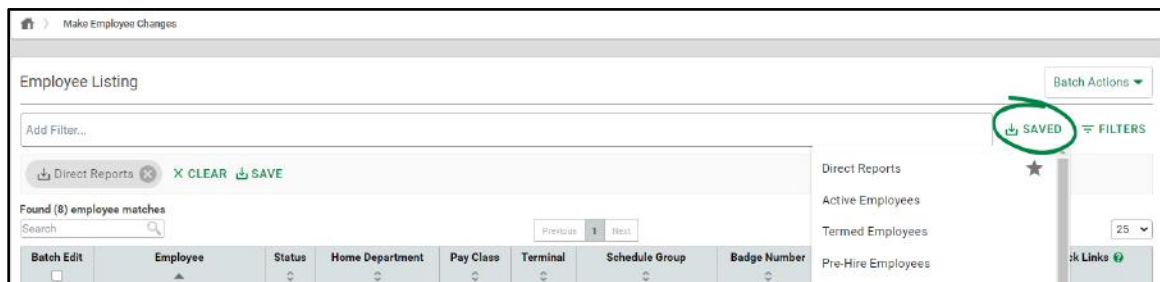 Make Employee Changes
Employee Listing
Batch Actions
Add Filter...
SAVED
FILTERS
Direct Reports
CLEAR
SAVE
Direct Reports
Active Employees
Termed Employees
Pre-Hire Employees
Found (8) employee matches
Search
Previous 1 Next
25
Batch Edit Employee Status Home Department Pay Class Terminal Schedule Group Badge Number Links